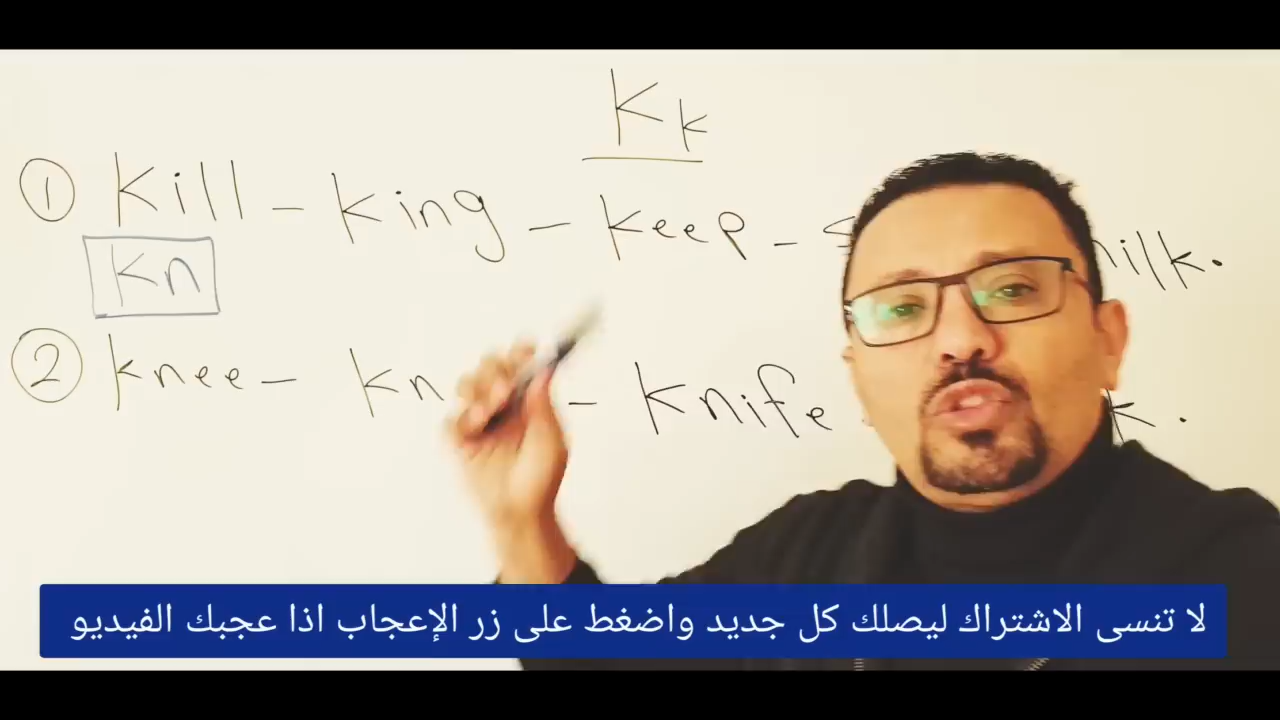 K k
① Kill - King - Keep - milk.
Kn
② Knee - Kn - Knife k.
لا تنسى الاشتراك ليصلك كل جديد واضغط على زر الإعجاب اذا عجبك الفيديو